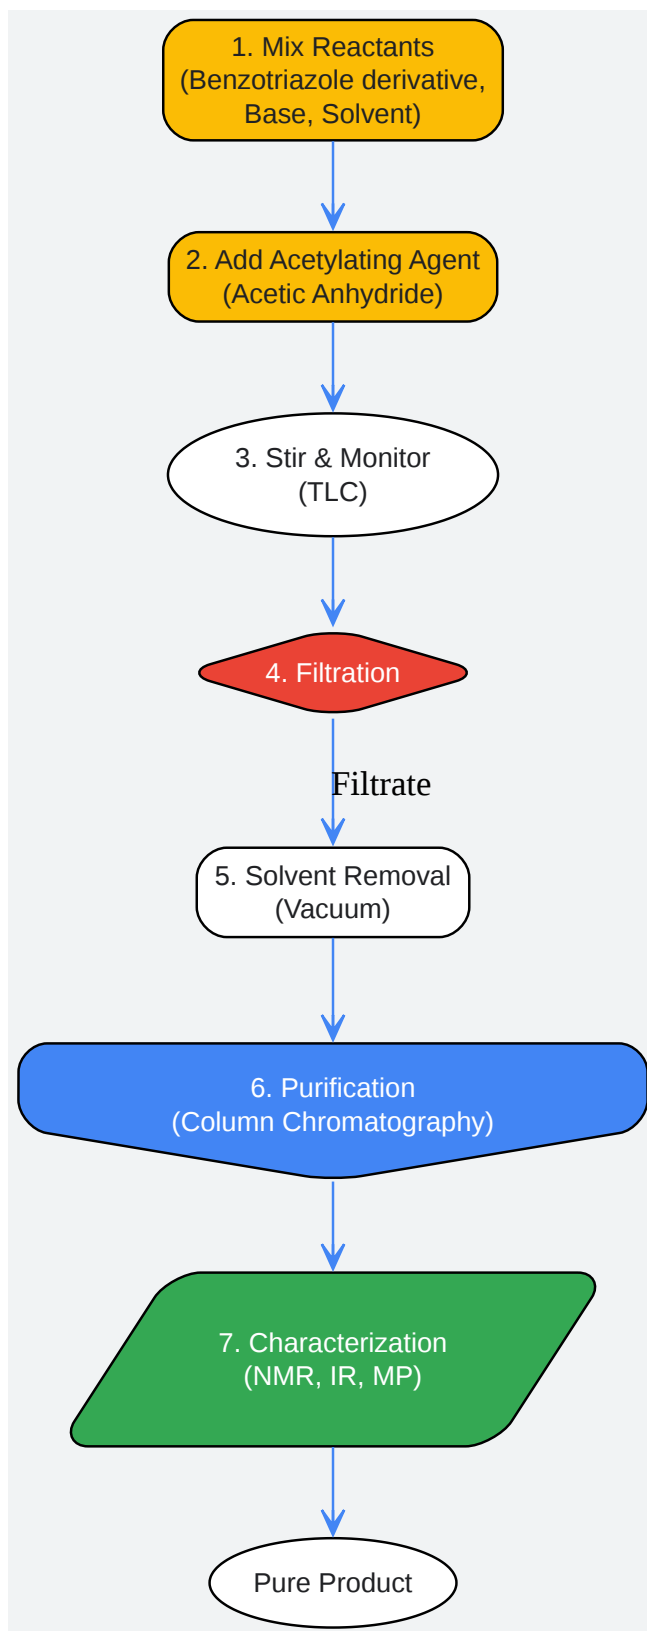 1. Mix Reactants
(Benzotriazole derivative,
Base, Solvent)
2. Add Acetylating Agent
(Acetic Anhydride)
3. Stir & Monitor
(TLC)
4. Filtration
Filtrate
5. Solvent Removal
(Vacuum)
6. Purification
(Column Chromatography)
7. Characterization
(NMR, IR, MP)
Pure Product